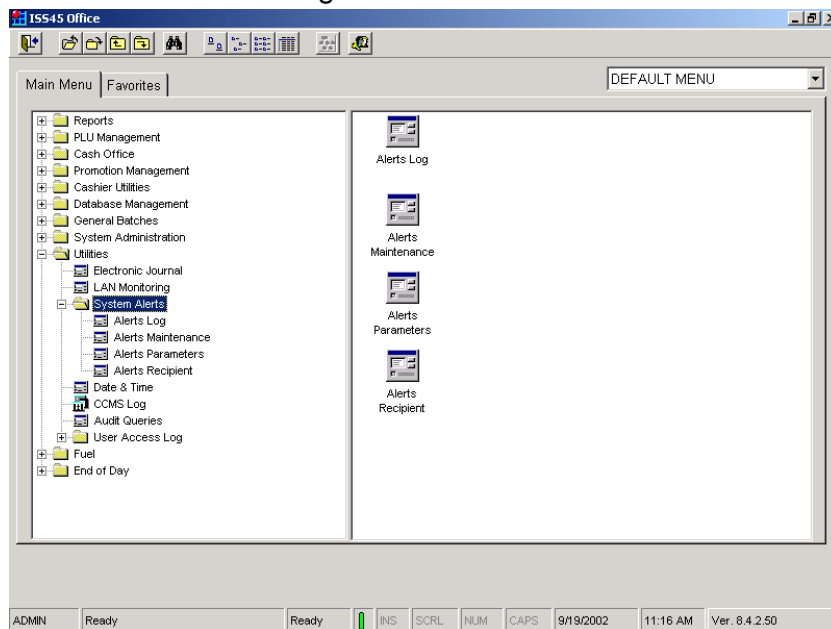 ISS45 Office
Main Menu
Favorites
DEFAULT MENU
Reports
PLU Management
Cash Office
Promotion Management
Cashier Utilities
Database Management
General Batches
System Administration
Utilities
Electronic Journal
LAN Monitoring
System Alerts
Alerts Log
Alerts Maintenance
Alerts Parameters
Alerts Recipient
Date & Time
CCMS Log
Audit Queries
User Access Log
Fuel
End of Day
Alerts Log
Alerts
Maintenance
Alerts
Parameters
Alerts
Recipient
ADMIN Ready Ready INS SCRL NUM CAPS 9/19/2002 11:16 AM Ver. 8.4.2.50